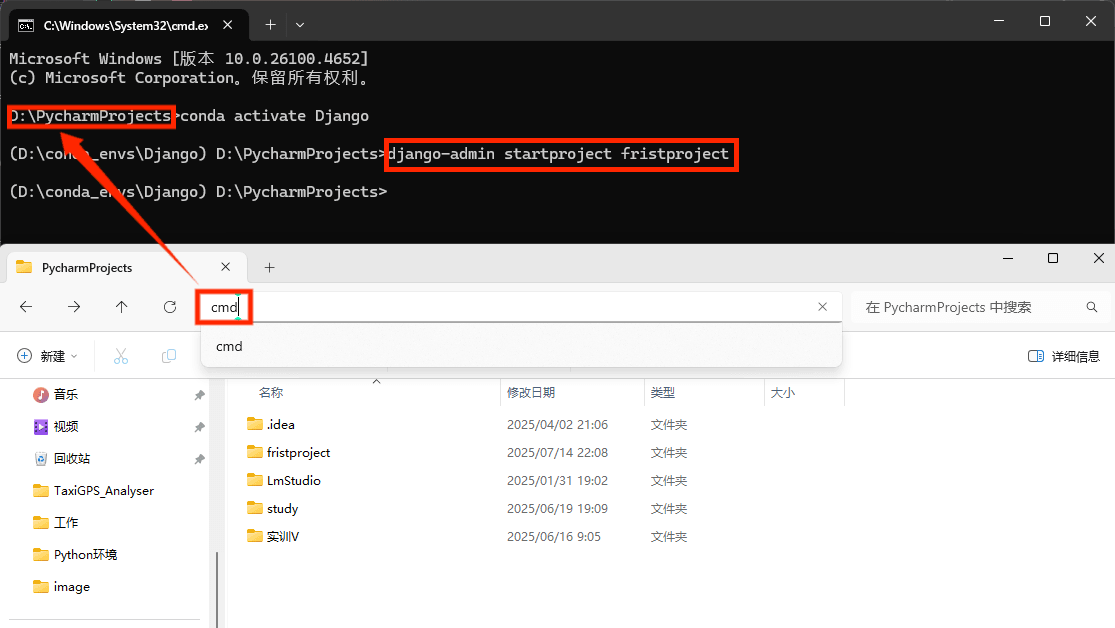 C:\Windows\System32\cmd.ex
Microsoft Windows [版本 10.0.26100.4652]
(c) Microsoft Corporation。保留所有权利。
D:\PycharmProjects>conda activate Django
(D:\conda_envs\Django) D:\PycharmProjects>django-admin startproject fristproject
(D:\conda_envs\Django) D:\PycharmProjects>
PycharmProjects
cmd
在 PycharmProjects 中搜索
新建
cmd
详细信息
名称 修改日期 类型 大小
音乐
视频
回收站
TaxiGPS_Analyser
工作
Python环境
image
.idea 2025/04/02 21:06 文件夹
fristproject 2025/07/14 22:08 文件夹
LmStudio 2025/01/31 19:02 文件夹
study 2025/06/19 19:09 文件夹
实训V 2025/06/16 9:05 文件夹